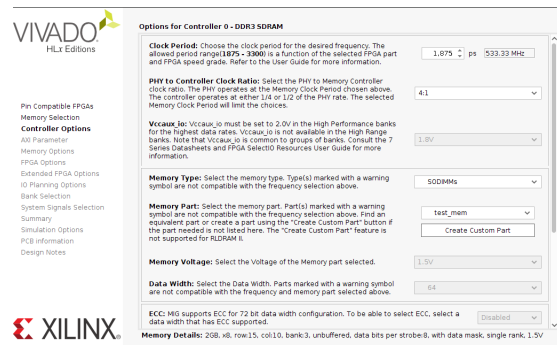 VIVADO
HLx Editions
Pin Compatible FPGAs
Memory Selection
Controller Options
AXI Parameter
Memory Options
FPGA Options
Extended FPGA Options
IO Planning Options
Bank Selection
System Signals Selection
Summary
Simulation Options
PCB Information
Design Notes
XILINX.
Options for Controller 0 - DDR3 SDRAM
Clock Period: Choose the clock period for the desired frequency. The
allowed period range(1875 - 3300) is a function of the selected FPGA part
and FPGA speed grade. Refer to the User Guide for more information.
1,875 ps 533.33 MHz
PHY to Controller Clock Ratio: Select the PHY to Memory Controller
clock ratio. The PHY operates at the Memory Clock Period chosen above.
The controller operates at either 1/4 or 1/2 of the PHY rate. The selected
Memory Clock Period will limit the choices.
4:1
Vccaux_io: Vccaux_io must be set to 2.0V in the High Performance banks
for the highest data rates. Vccaux_io is not available in the High Range
banks. Note that Vccaux_io is common to groups of banks. Consult the 7
Series Datasheets and FPGA SelectIO Resources User Guide for more
information.
1.8V
Memory Type: Select the memory type. Type(s) marked with a warning
symbol are not compatible with the frequency selection above.
SODIMMs
Memory Part: Select the memory part. Part(s) marked with a warning
symbol are not compatible with the frequency selection above. Find an
equivalent part or create a part using the "Create Custom Part" button if
the part needed is not listed here. The "Create Custom Part" feature is
not supported for RLDRAM II.
test_mem
Create Custom Part
Memory Voltage: Select the Voltage of the Memory part selected.
1.5V
Data Width: Select the Data Width. Parts marked with a warning symbol
are not compatible with the frequency and memory part selected above.
64
ECC: MIG supports ECC for 72 bit data width configuration. To be able to select ECC, select a
data width that has ECC supported.
Disabled
Memory Details: 2GB, x8, row:15, col:10, bank:3, unbuffered, data bits per strobe:8, with data mask, single rank, 1.5V